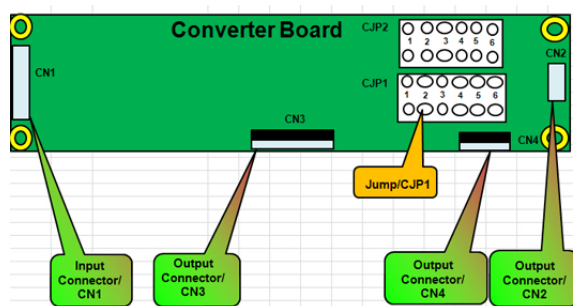 Converter Board
CJP2
1 2 3 4 5 6
CN1
CN2
CJP1
1 2 3 4 5 6
CN3
CN4
Jump/CJP1
Input
Connector/
CN1
Output
Connector/
CN3
Output
Connector/
CN4
Output
Connector/
CN2